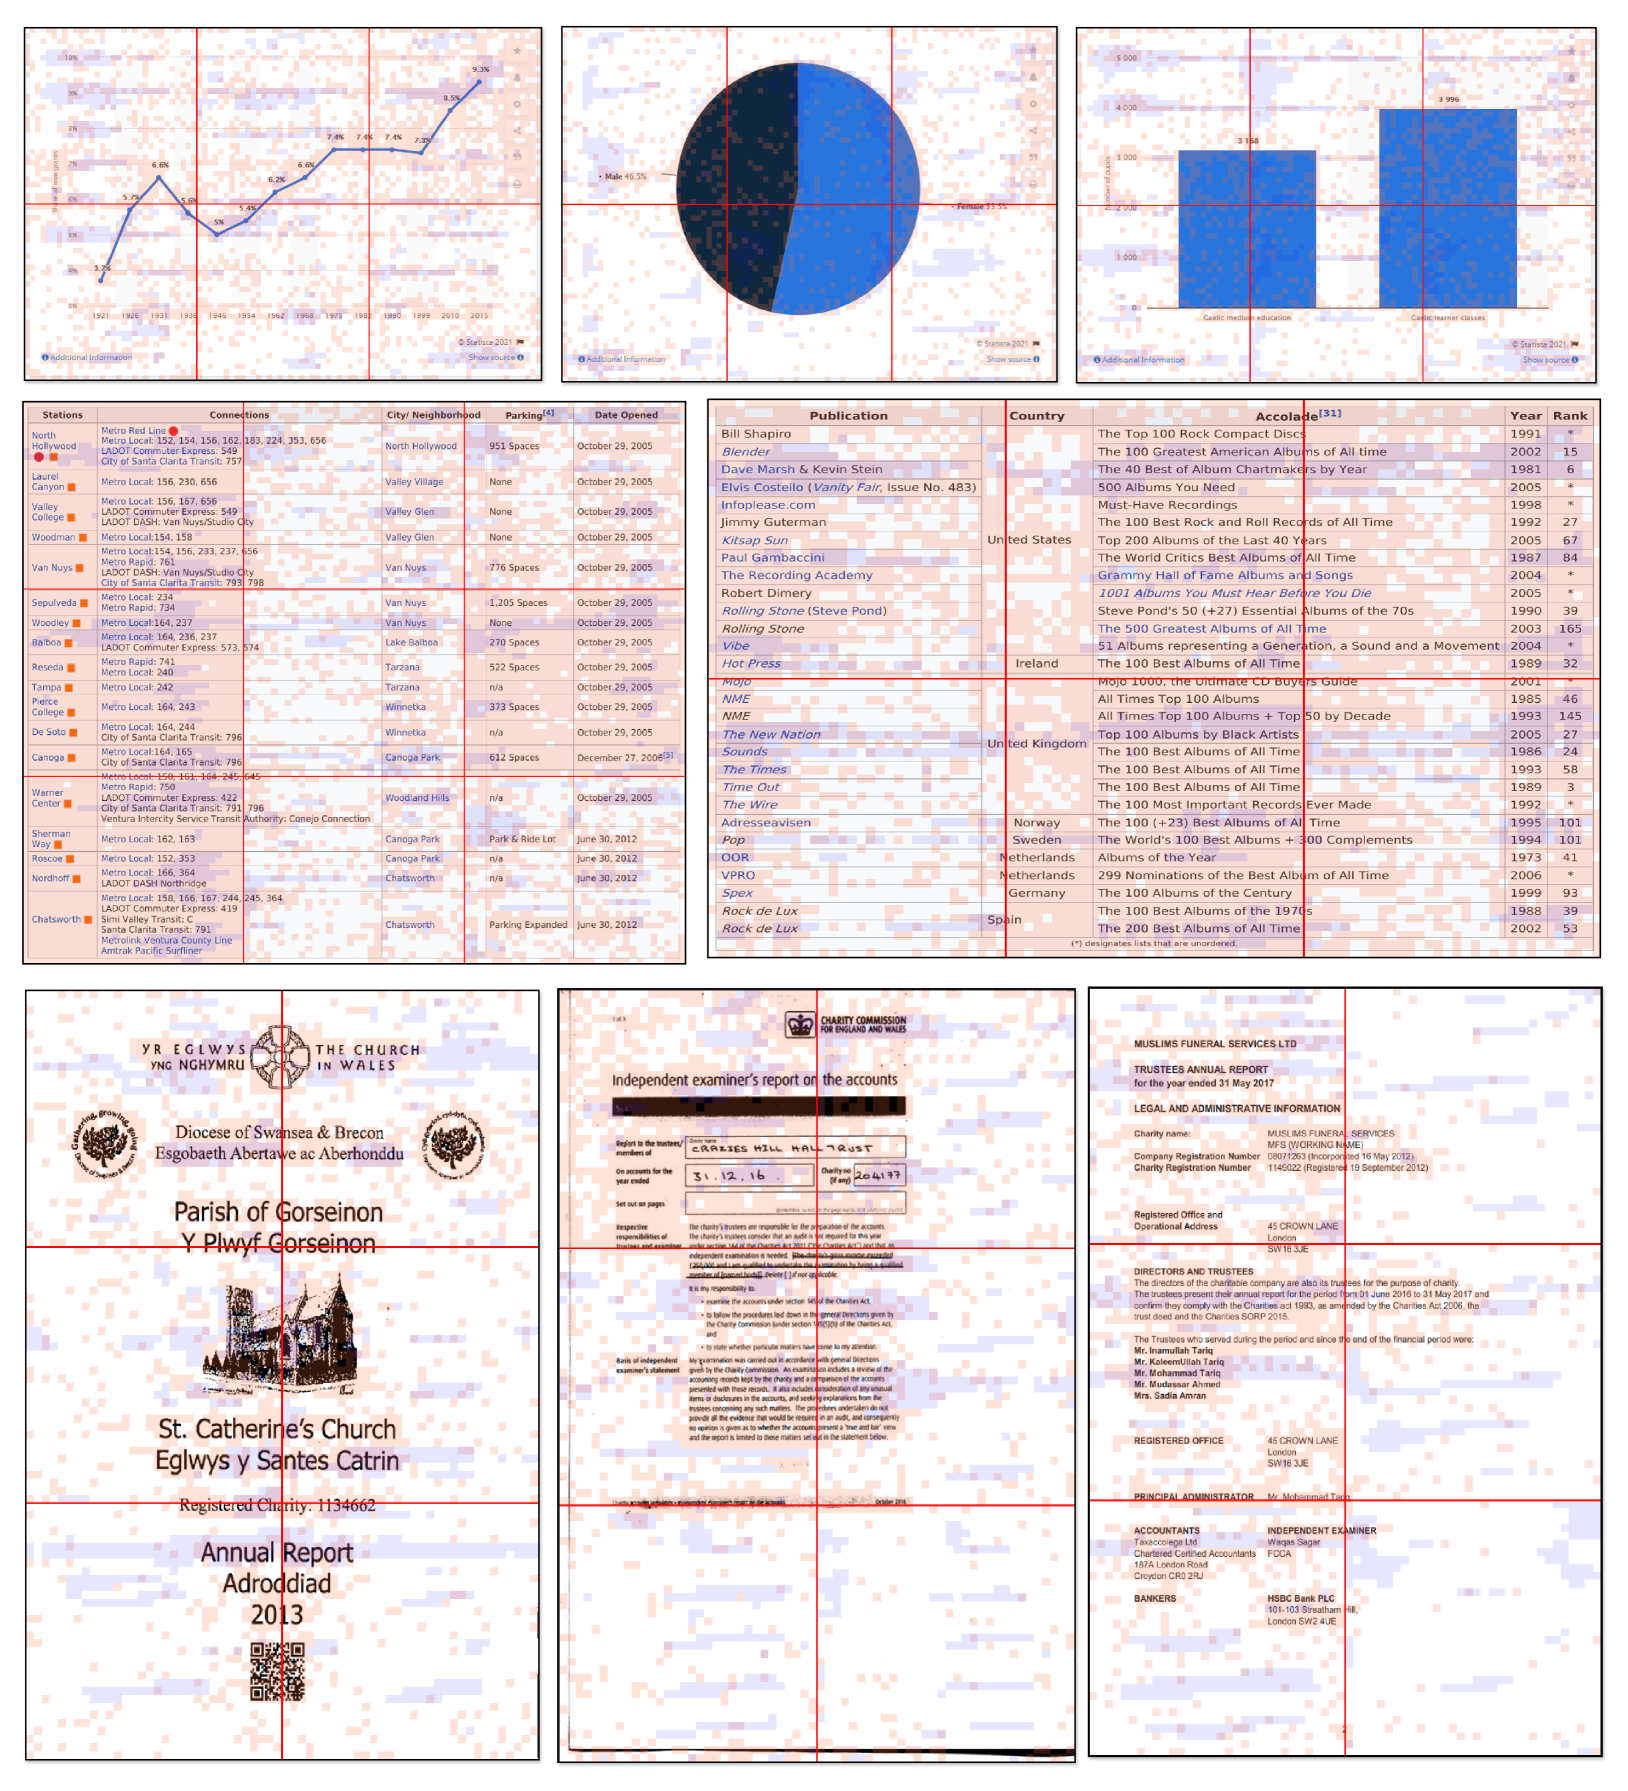 10%
9.3%
9%
8.5%
8%
7.4% 7.4% 7.4% 7.3%
7%
6.6% 6.6%
6.2%
6%
5.7% 5.6%
5.4%
5%
5%
4%
3.7%
3%
1921 1926 1931 1936 1946 1954 1962 1968 1975 1982 1990 1999 2010 2015
© Statista 2021
Additional Information Show source
Male 46.5%
Female 53.5%
© Statista 2021
Additional Information Show source
5 000
4 000
3 996
3 168
3 000
Number of pupils
2 000
1 000
0
Gaelic medium education Gaelic learner classes
© Statista 2021
Additional Information Show source
Stations Connections City/ Neighborhood Parking[4] Date Opened
North Hollywood
Metro Red Line
Metro Local: 152, 154, 156, 162, 183, 224, 353, 656
LADOT Commuter Express: 549
City of Santa Clarita Transit: 757
North Hollywood 951 Spaces October 29, 2005
Laurel Canyon Metro Local: 156, 230, 656 Valley Village None October 29, 2005
Valley College
Metro Local: 156, 167, 656
LADOT Commuter Express: 549
LADOT DASH: Van Nuys/Studio City
Valley Glen None October 29, 2005
Woodman Metro Local:154, 158 Valley Glen None October 29, 2005
Van Nuys
Metro Local:154, 156, 233, 237, 656
Metro Rapid: 761
LADOT DASH: Van Nuys/Studio City
City of Santa Clarita Transit: 793, 798
Van Nuys 776 Spaces October 29, 2005
Sepulveda
Metro Local: 234
Metro Rapid: 734
Van Nuys 1,205 Spaces October 29, 2005
Woodley Metro Local:164, 237 Van Nuys None October 29, 2005
Balboa
Metro Local: 164, 236, 237
LADOT Commuter Express: 573, 574
Lake Balboa 270 Spaces October 29, 2005
Reseda
Metro Rapid: 741
Metro Local: 240
Tarzana 522 Spaces October 29, 2005
Tampa Metro Local: 242 Tarzana n/a October 29, 2005
Pierce College Metro Local: 164, 243 Winnetka 373 Spaces October 29, 2005
De Soto
Metro Local: 164, 244
City of Santa Clarita Transit: 796
Winnetka n/a October 29, 2005
Canoga
Metro Local:164, 165
City of Santa Clarita Transit: 796
Canoga Park 612 Spaces December 27, 2006[5]
Warner Center
Metro Local: 150, 161, 164, 245, 645
Metro Rapid: 750
LADOT Commuter Express: 422
City of Santa Clarita Transit: 791, 796
Ventura Intercity Service Transit Authority: Conejo Connection
Woodland Hills n/a October 29, 2005
Sherman Way Metro Local: 162, 163 Canoga Park Park & Ride Lot June 30, 2012
Roscoe Metro Local: 152, 353 Canoga Park n/a June 30, 2012
Nordhoff
Metro Local: 166, 364
LADOT DASH Northridge
Chatsworth n/a June 30, 2012
Chatsworth
Metro Local: 158, 166, 167, 244, 245, 364
LADOT Commuter Express: 419
Simi Valley Transit: C
Santa Clarita Transit: 791
Metrolink Ventura County Line
Amtrak Pacific Surfliner
Chatsworth Parking Expanded June 30, 2012
Publication Country Accolade[31] Year Rank
Bill Shapiro The Top 100 Rock Compact Discs 1991 *
Blender The 100 Greatest American Albums of All time 2002 15
Dave Marsh & Kevin Stein The 40 Best of Album Chartmakers by Year 1981 6
Elvis Costello (Vanity Fair, Issue No. 483) 500 Albums You Need 2005 *
Infoplease.com Must-Have Recordings 1998 *
Jimmy Guterman The 100 Best Rock and Roll Records of All Time 1992 27
Kitsap Sun United States Top 200 Albums of the Last 40 Years 2005 67
Paul Gambaccini The World Critics Best Albums of All Time 1987 84
The Recording Academy Grammy Hall of Fame Albums and Songs 2004 *
Robert Dimery 1001 Albums You Must Hear Before You Die 2005 *
Rolling Stone (Steve Pond) Steve Pond's 50 (+27) Essential Albums of the 70s 1990 39
Rolling Stone The 500 Greatest Albums of All Time 2003 165
Vibe 51 Albums representing a Generation, a Sound and a Movement 2004 *
Hot Press Ireland The 100 Best Albums of All Time 1989 32
Mojo Mojo 1000, the Ultimate CD Buyers Guide 2001 *
NME All Times Top 100 Albums 1985 46
NME All Times Top 100 Albums + Top 50 by Decade 1993 145
The New Nation United Kingdom Top 100 Albums by Black Artists 2005 27
Sounds The 100 Best Albums of All Time 1986 24
The Times The 100 Best Albums of All Time 1993 58
Time Out The 100 Best Albums of All Time 1989 3
The Wire The 100 Most Important Records Ever Made 1992 *
Adresseavisen Norway The 100 (+23) Best Albums of All Time 1995 101
Pop Sweden The World's 100 Best Albums + 300 Complements 1994 101
OOR Netherlands Albums of the Year 1973 41
VPRO Netherlands 299 Nominations of the Best Album of All Time 2006 *
Spex Germany The 100 Albums of the Century 1999 93
Rock de Lux Spain The 100 Best Albums of the 1970s 1988 39
Rock de Lux The 200 Best Albums of All Time 2002 53
(*) designates lists that are unordered.
YR EGLWYS THE CHURCH
YNG NGHYMRU IN WALES
Gathering, growing, going
Diocese of Swansea & Brecon
Esgobaeth Abertawe ac Aberhonddu
Parish of Gorseinon
Y Plwyf Gorseinon
St. Catherine's Church
Eglwys y Santes Catrin
Registered Charity: 1134662
Annual Report
Adroddiad
2013
1 of 3
CHARITY COMMISSION
FOR ENGLAND AND WALES
Independent examiner's report on the accounts
Report to the trustees/ members of
Charity Name
CRAZIES HILL HALL TRUST
On accounts for the year ended
31.12.16
Charity no (if any)
204177
Set out on pages
Respective responsibilities of trustees and examiner
The charity's trustees are responsible for the preparation of the accounts.
The charity's trustees consider that an audit is not required for this year
under section 144 of the Charities Act 2011 ("the Charities Act") and that an
independent examination is needed. [The charity's gross income exceeded
£250,000 and I am qualified to undertake the examination by being a qualified
member of [named body]]. Delete [ ] if not applicable.
It is my responsibility to:
• examine the accounts under section 145 of the Charities Act,
• to follow the procedures laid down in the general Directions given by
the Charity Commission (under section 145(5)(b) of the Charities Act,
and
• to state whether particular matters have come to my attention.
Basis of independent examiner's statement
My examination was carried out in accordance with general Directions
given by the Charity Commission. An examination includes a review of the
accounting records kept by the charity and a comparison of the accounts
presented with those records. It also includes consideration of any unusual
items or disclosures in the accounts, and seeking explanations from the
trustees concerning any such matters. The procedures undertaken do not
provide all the evidence that would be required in an audit, and consequently
no opinion is given as to whether the accounts present a 'true and fair' view
and the report is limited to those matters set out in the statement below.
October 2016
MUSLIMS FUNERAL SERVICES LTD
TRUSTEES ANNUAL REPORT
for the year ended 31 May 2017
LEGAL AND ADMINISTRATIVE INFORMATION
Charity name: MUSLIMS FUNERAL SERVICES
MFS (WORKING NAME)
Company Registration Number 08071263 (Incorporated 16 May 2012)
Charity Registration Number 1149022 (Registered 19 September 2012)
Registered Office and
Operational Address 45 CROWN LANE
London
SW16 3JE
DIRECTORS AND TRUSTEES
The directors of the charitable company are also its trustees for the purpose of charity.
The trustees present their annual report for the period from 01 June 2016 to 31 May 2017 and
confirm they comply with the Charities act 1993, as amended by the Charities Act 2006, the
trust deed and the Charities SORP 2015.
The Trustees who served during the period and since the end of the financial period were:
Mr. Inamullah Tariq
Mr. KaleemUllah Tariq
Mr. Mohammad Tariq
Mr. Mudassar Ahmed
Mrs. Sadia Amran
REGISTERED OFFICE 45 CROWN LANE
London
SW16 3JE
PRINCIPAL ADMINISTRATOR Mr. Mohammad Tariq
ACCOUNTANTS INDEPENDENT EXAMINER
Taxaccolega Ltd Waqas Sagar
Chartered Certified Accountants FCCA
187A London Road
Croydon CR0 2RJ
BANKERS HSBC Bank PLC
101-103 Streatham Hill,
London SW2 4UE
2